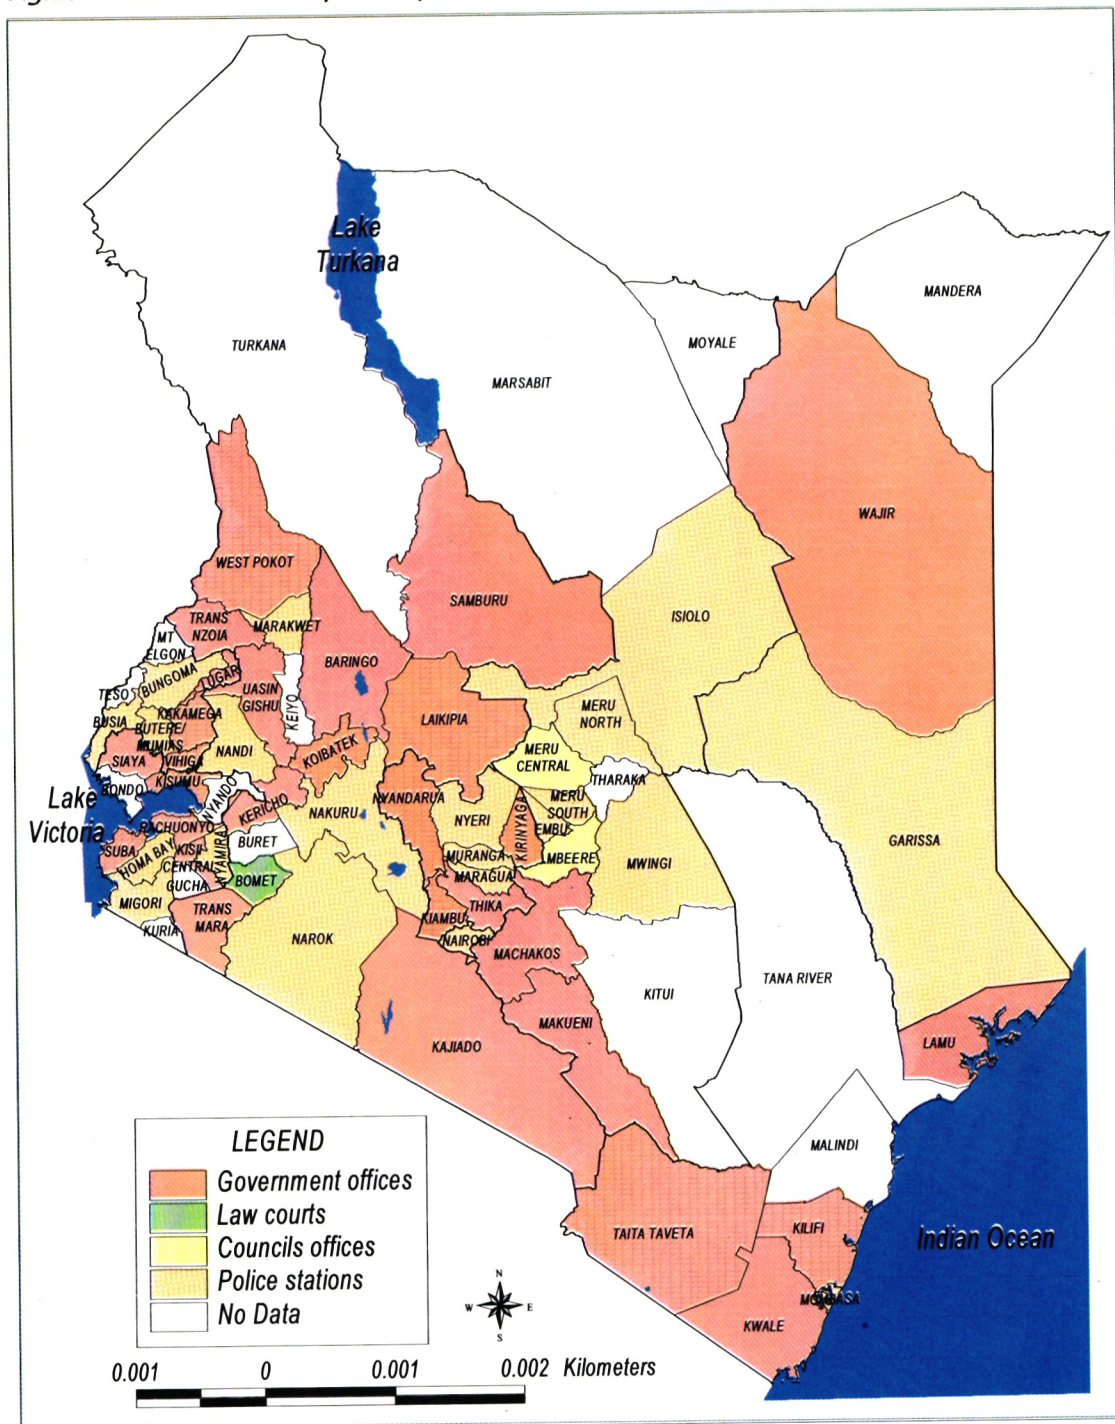 Lake
Turkana
MANDERA
TURKANA
MOYALE
MARSABIT
WAJIR
WEST POKOT
SAMBURU
ISIOLO
TRANS
NZOIA
MARAKWET
MT
ELGON
BARINGO
BUNGOMA
LUGARI
TESO
UASIN
GISHU
KEIYO
MERU
NORTH
LAIKIPIA
BUSIA
KAKAMEGA
BUTERE/
MUMIAS
NANDI
KOIBATEK
MERU
CENTRAL
SIAYA
VIHIGA
THARAKA
BONDO
KISUMU
NYANDO
Lake
Victoria
KERICHO
NAKURU
NYANDARUA
NYERI
KIRINYAGA
MERU
SOUTH
EMBU
RACHUONYO
GARISSA
SUBA
HOMA BAY
KISII
CENTRAL
NYAMIRA
BURET
MURANGA
MBEERE
MWINGI
GUCHA
BOMET
MARAGUA
MIGORI
TRANS
MARA
THIKA
KURIA
KIAMBU
NAROK
NAIROBI
MACHAKOS
KITUI
TANA RIVER
MAKUENI
KAJIADO
LAMU
MALINDI
TAITA TAVETA
KILIFI
Indian Ocean
MOMBASA
KWALE
LEGEND
Government offices
Law courts
Councils offices
Police stations
No Data
N
W E
S
0.001 0 0.001 0.002 Kilometers